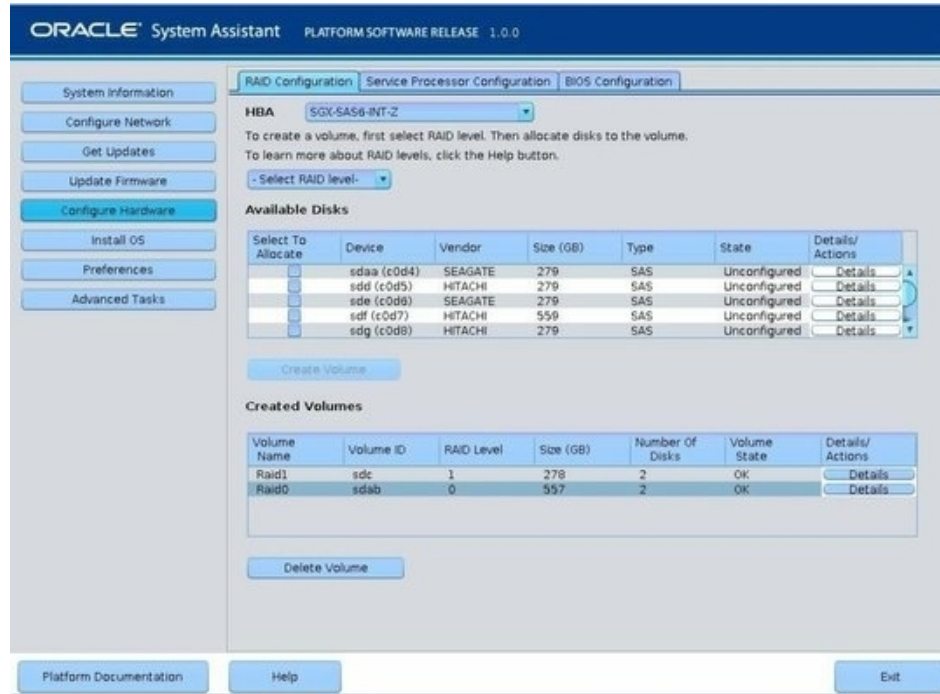 ORACLE System Assistant PLATFORM SOFTWARE RELEASE 1.0.0
System Information
Configure Network
Get Updates
Update Firmware
Configure Hardware
Install OS
Preferences
Advanced Tasks
RAID Configuration Service Processor Configuration BIOS Configuration
HBA SGX-SAS6-INT-Z
To create a volume, first select RAID level. Then allocate disks to the volume.
To learn more about RAID levels, click the Help button.
- Select RAID level-
Available Disks
Select To Allocate Device Vendor Size (GB) Type State Details/ Actions
sdaa (c0d4) SEAGATE 279 SAS Unconfigured Details
sdd (c0d5) HITACHI 279 SAS Unconfigured Details
sde (c0d6) SEAGATE 279 SAS Unconfigured Details
sdf (c0d7) HITACHI 559 SAS Unconfigured Details
sdg (c0d8) HITACHI 279 SAS Unconfigured Details
Create Volume
Created Volumes
Volume Name Volume ID RAID Level Size (GB) Number Of Disks Volume State Details/ Actions
Raid1 sdc 1 278 2 OK Details
Raid0 sdab 0 557 2 OK Details
Delete Volume
Platform Documentation Help Exit